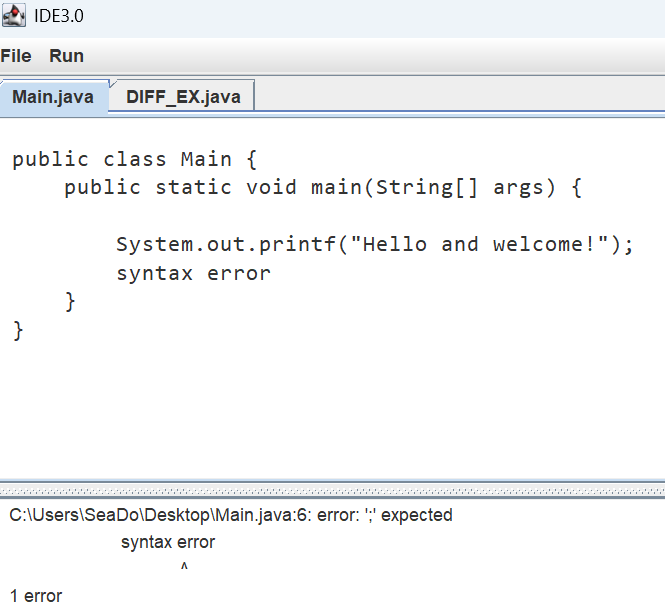 IDE3.0
File Run
Main.java DIFF_EX.java
public class Main {
    public static void main(String[] args) {
        System.out.printf("Hello and welcome!");
        syntax error
    }
}
C:\Users\SeaDo\Desktop\Main.java:6: error: ';' expected
        syntax error
              ^
1 error